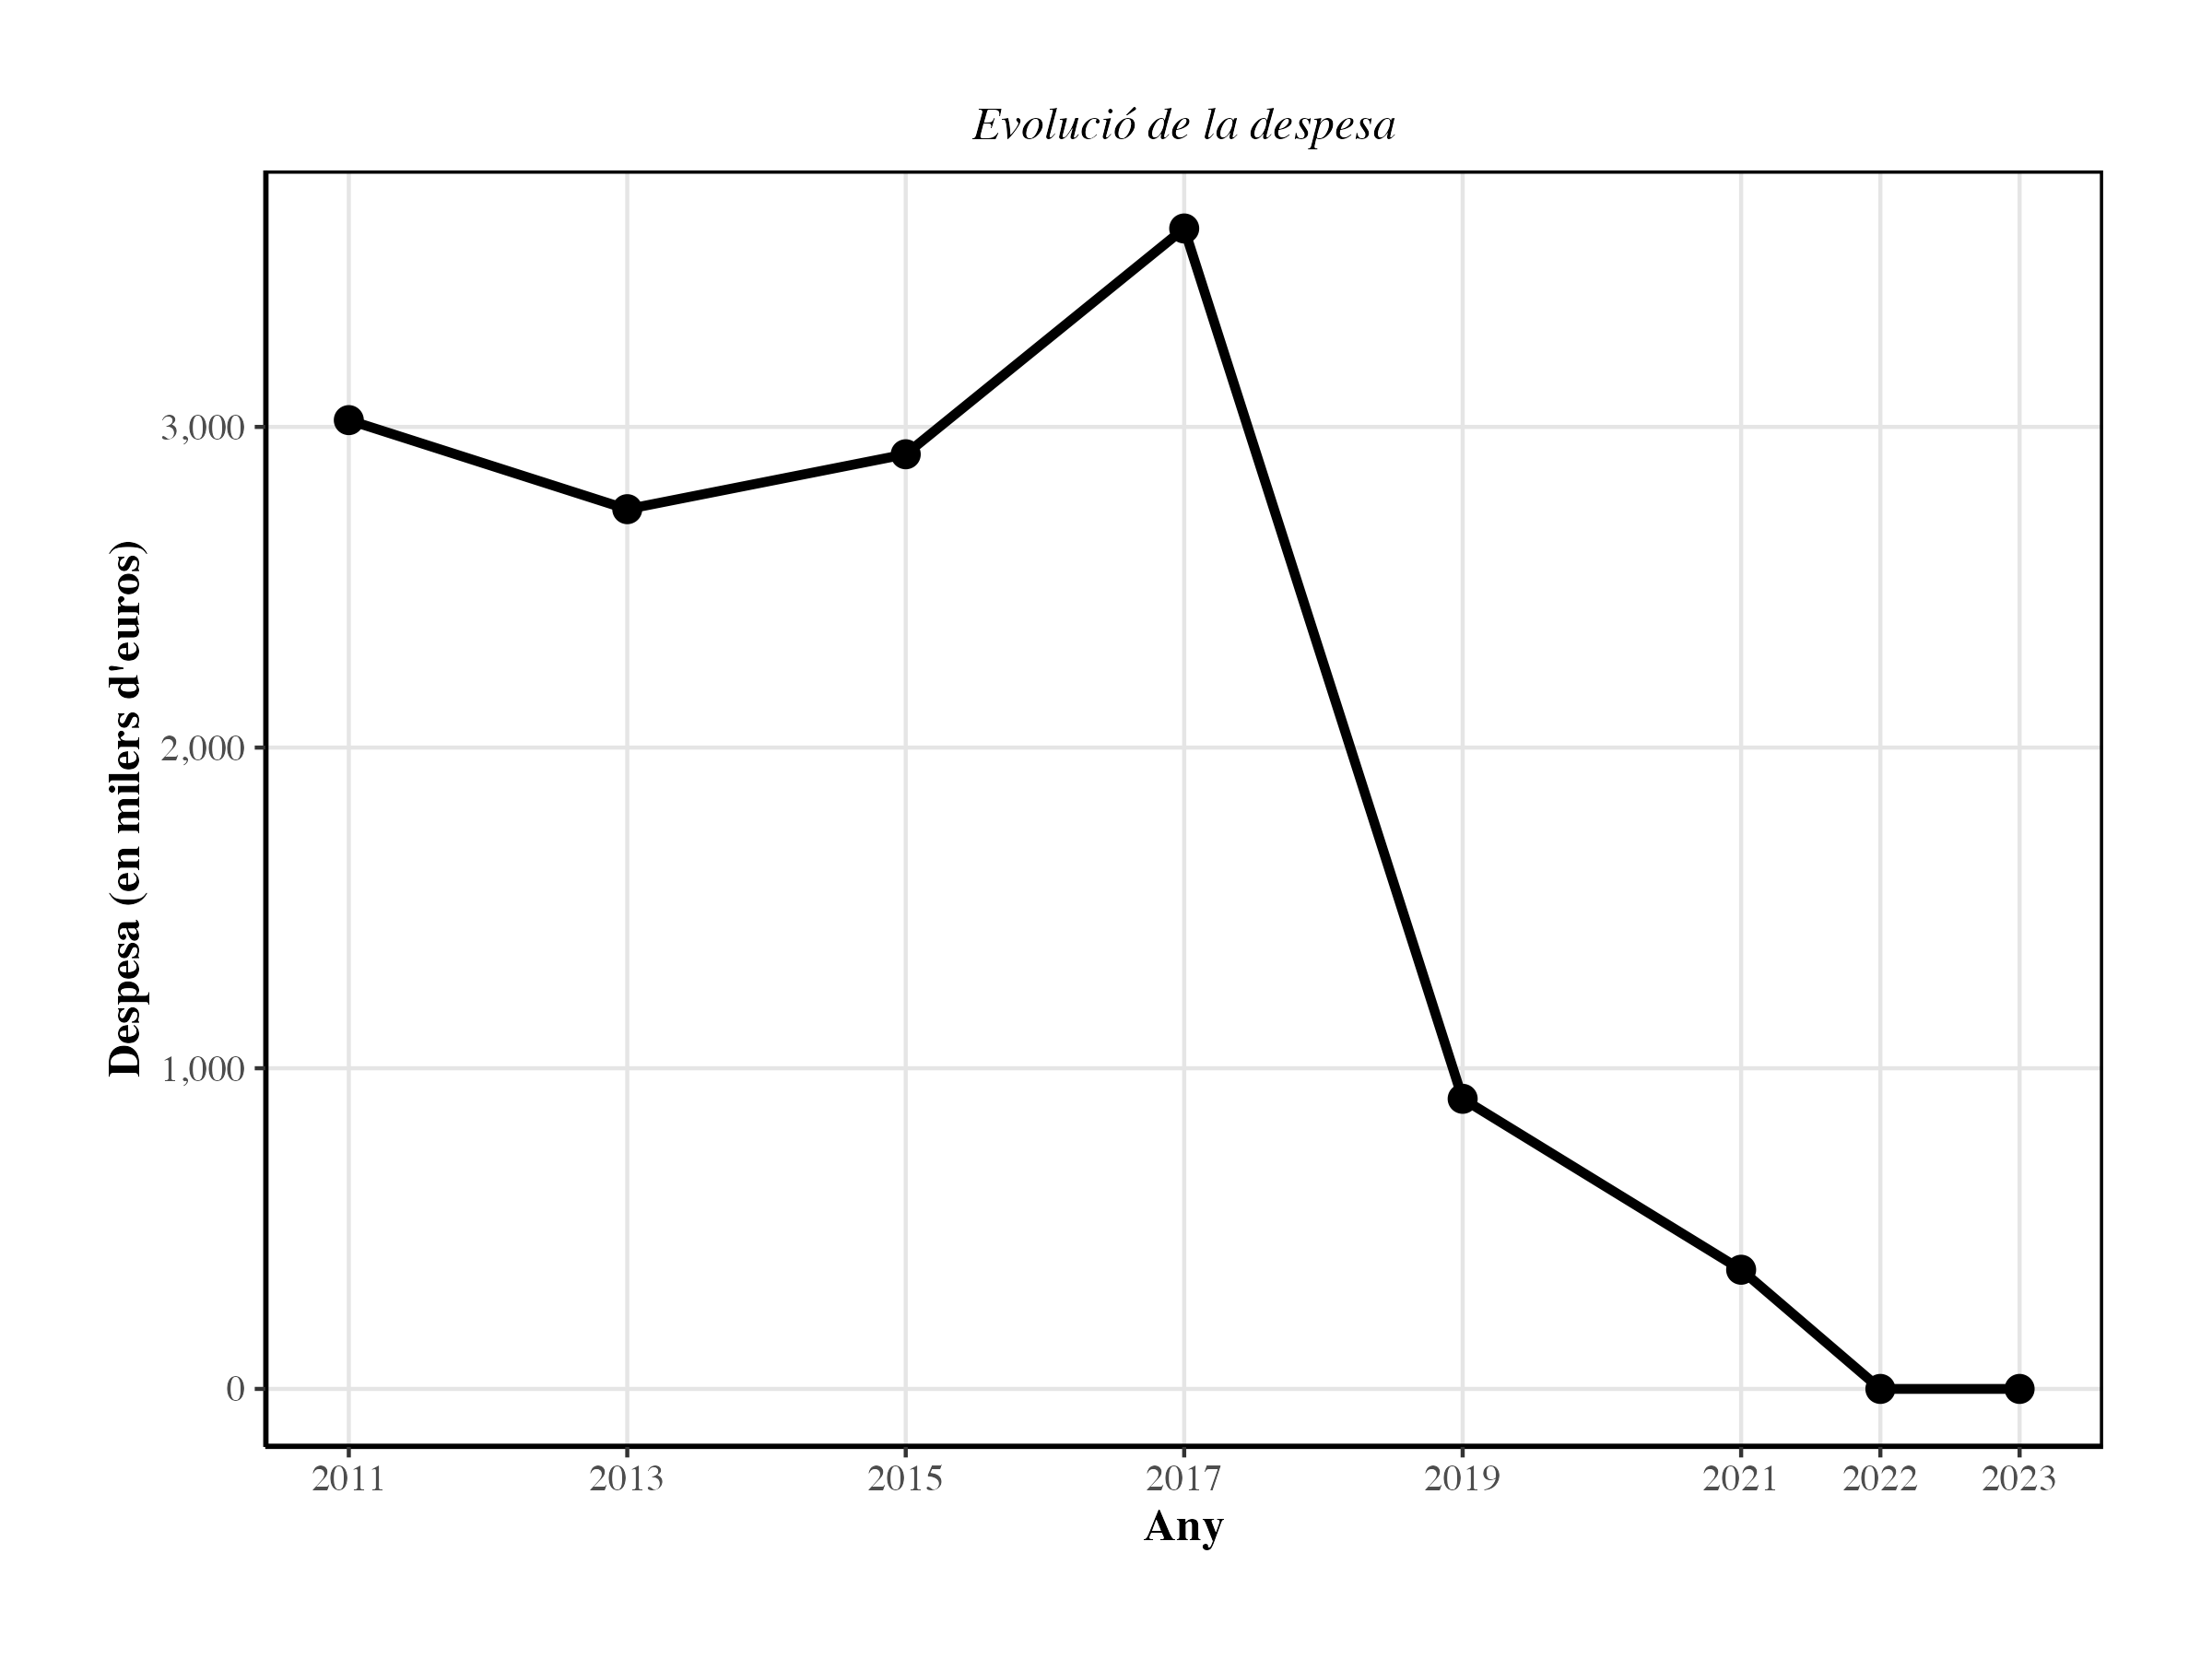 Evolució de la despesa
Despesa (en milers d'euros)
3,000
2,000
1,000
0
2011 2013 2015 2017 2019 2021 2022 2023
Any